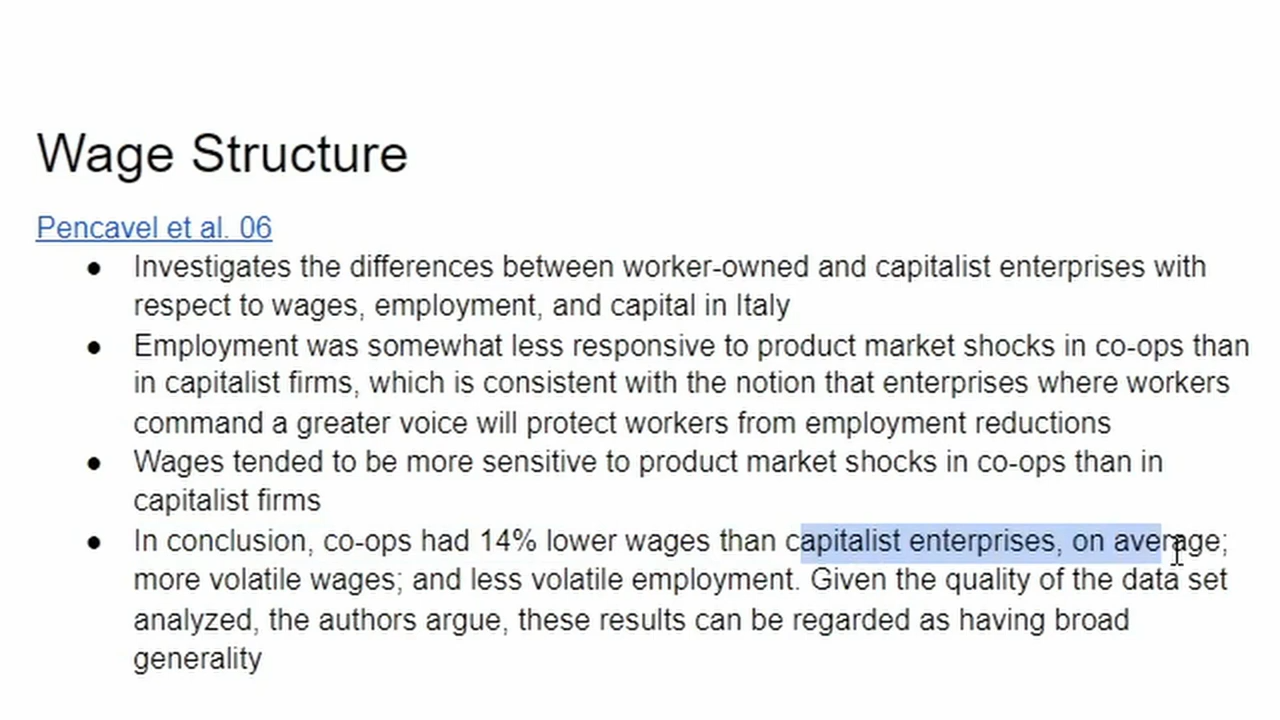 Wage Structure
Pencavel et al. 06
● Investigates the differences between worker-owned and capitalist enterprises with
respect to wages, employment, and capital in Italy
● Employment was somewhat less responsive to product market shocks in co-ops than
in capitalist firms, which is consistent with the notion that enterprises where workers
command a greater voice will protect workers from employment reductions
● Wages tended to be more sensitive to product market shocks in co-ops than in
capitalist firms
● In conclusion, co-ops had 14% lower wages than capitalist enterprises, on average;
more volatile wages; and less volatile employment. Given the quality of the data set
analyzed, the authors argue, these results can be regarded as having broad
generality